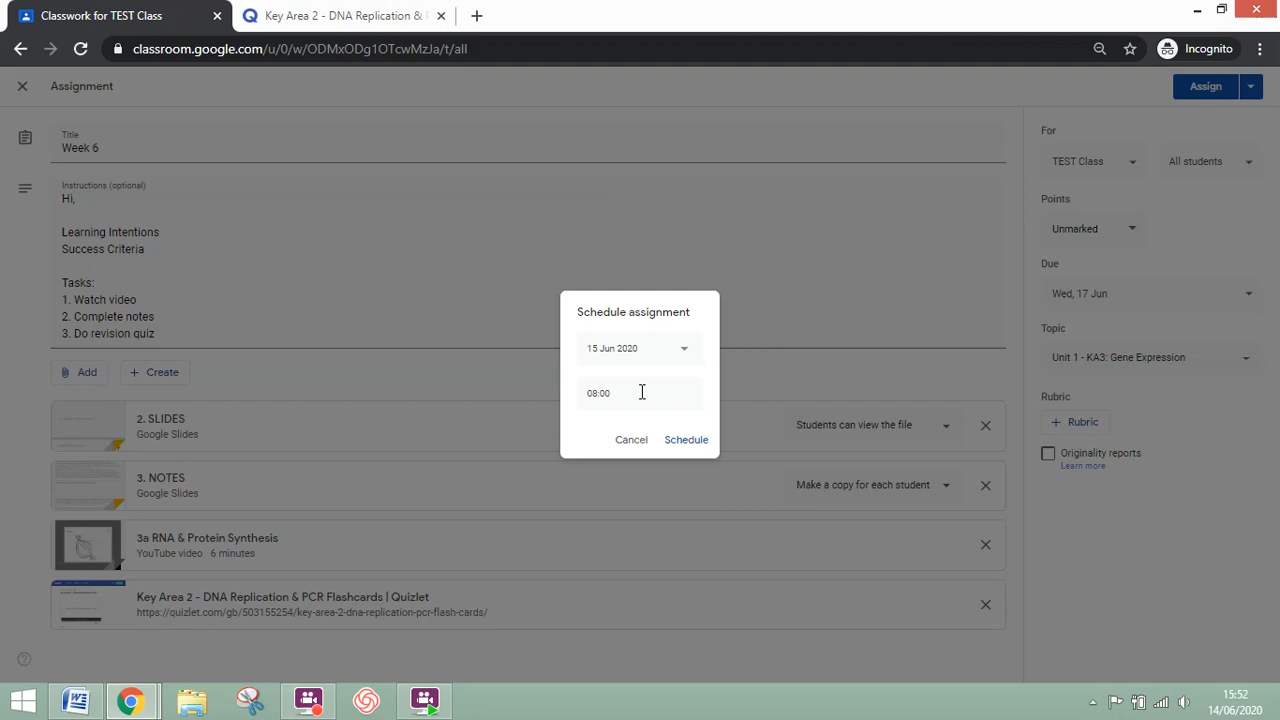 Classwork for TEST Class
Key Area 2 - DNA Replication &
classroom.google.com/u/0/w/ODMxODg1OTcwMzJa/t/all
Incognito
Assignment
Assign
Title
Week 6
Instructions (optional)
Hi,
Learning Intentions
Success Criteria
Tasks:
1. Watch video
2. Complete notes
3. Do revision quiz
Add
Create
2. SLIDES
Google Slides
Students can view the file
3. NOTES
Google Slides
Make a copy for each student
3a RNA & Protein Synthesis
YouTube video 6 minutes
Key Area 2 - DNA Replication & PCR Flashcards | Quizlet
https://quizlet.com/gb/503155254/key-area-2-dna-replication-pcr-flash-cards/
Schedule assignment
15 Jun 2020
08:00
Cancel
Schedule
For
TEST Class
All students
Points
Unmarked
Due
Wed, 17 Jun
Topic
Unit 1 - KA3: Gene Expression
Rubric
Rubric
Originality reports
Learn more
15:52
14/06/2020